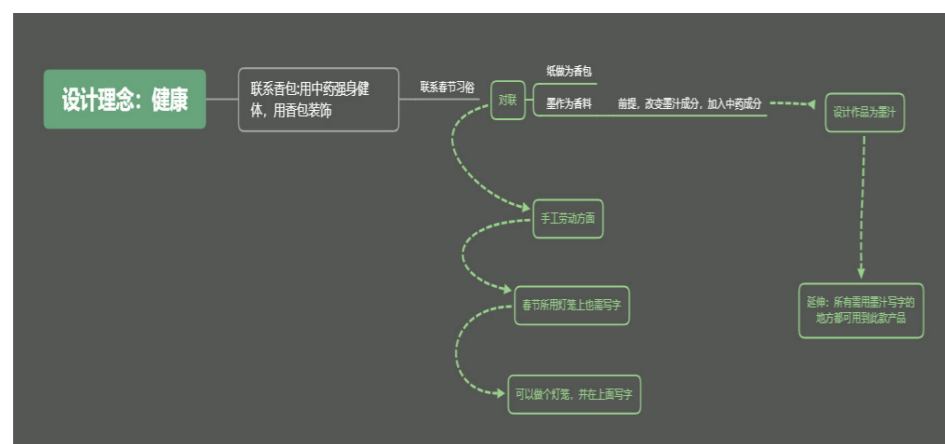 设计理念：健康
联系香包:用中药强身健
体，用香包装饰
联系春节习俗
对联
纸做为香包
墨作为香料
前提，改变墨汁成分，加入中药成分
设计作品为墨汁
手工劳动方面
春节所用灯笼上也需写字
可以做个灯笼，并在上面写字
延伸：所有需用墨汁写字的
地方都可用到此款产品